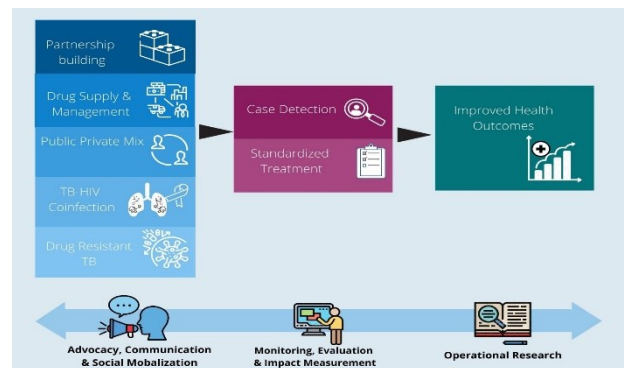 Partnership
building
Drug Supply &
Management
Public Private Mix
TB-HIV
Coinfection
Drug Resistant
TB
Case Detection
Standardized
Treatment
Improved Health
Outcomes
Advocacy, Communication
& Social Mobalization
Monitoring, Evaluation
& Impact Measurement
Operational Research